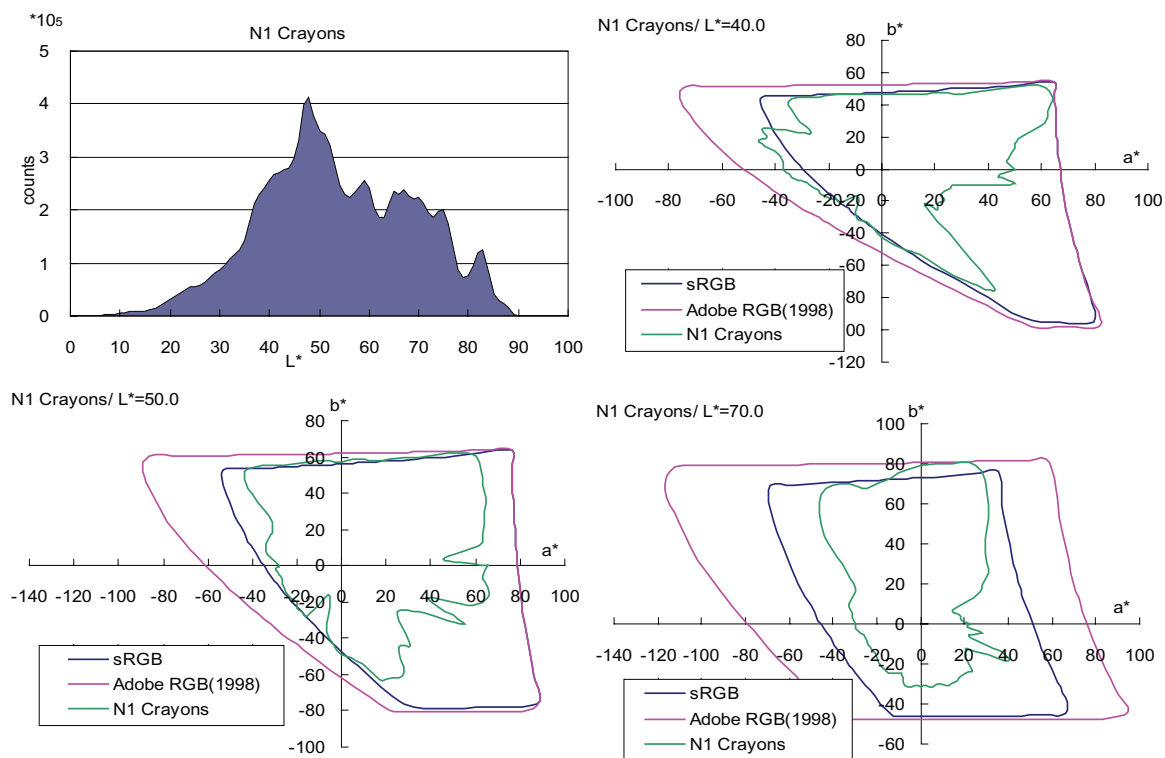 *10₅
N1 Crayons
5
4
3
2
1
0
counts
0 10 20 30 40 50 60 70 80 90 100
L*
N1 Crayons/ L*=40.0
b*
80
60
40
20
0
-20
-40
-60
-80
-100
-120
a*
-100 -80 -60 -40 -20 0 20 40 60 80 100
sRGB
Adobe RGB(1998)
N1 Crayons
N1 Crayons/ L*=50.0
b*
80
60
40
20
0
-20
-40
-60
-80
-100
a*
-140 -120 -100 -80 -60 -40 -20 0 20 40 60 80 100
sRGB
Adobe RGB(1998)
N1 Crayons
N1 Crayons/ L*=70.0
b*
100
80
60
40
20
0
-20
-40
-60
a*
-140 -120 -100 -80 -60 -40 -20 0 20 40 60 80 100
sRGB
Adobe RGB(1998)
N1 Crayons